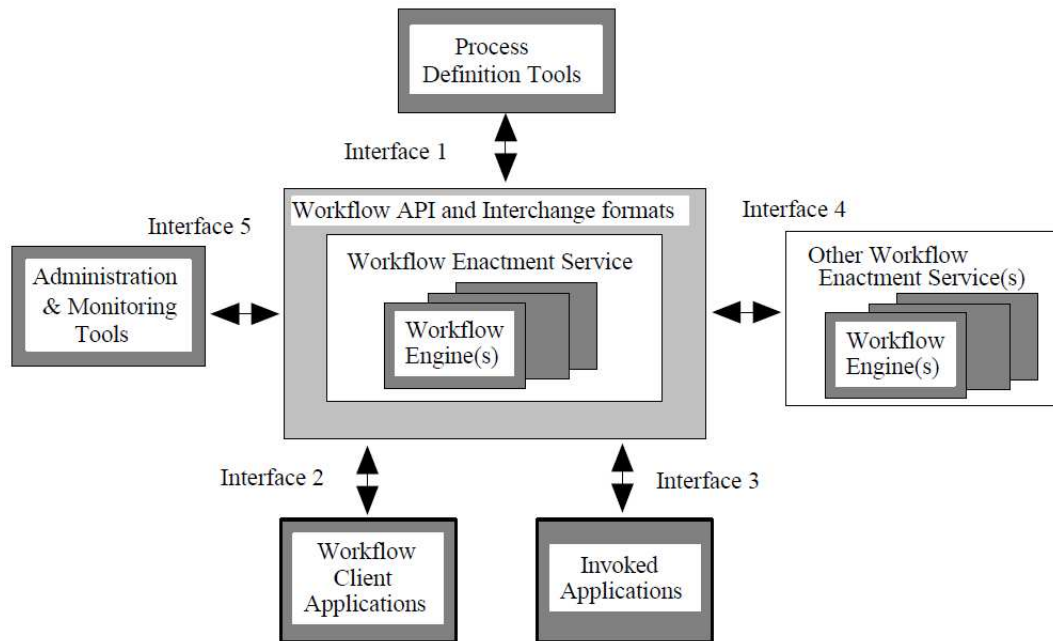 Process
Definition Tools
Interface 1
Workflow API and Interchange formats
Interface 5
Interface 4
Workflow Enactment Service
Workflow
Engine(s)
Administration
& Monitoring
Tools
Other Workflow
Enactment Service(s)
Workflow
Engine(s)
Interface 2
Interface 3
Workflow
Client
Applications
Invoked
Applications